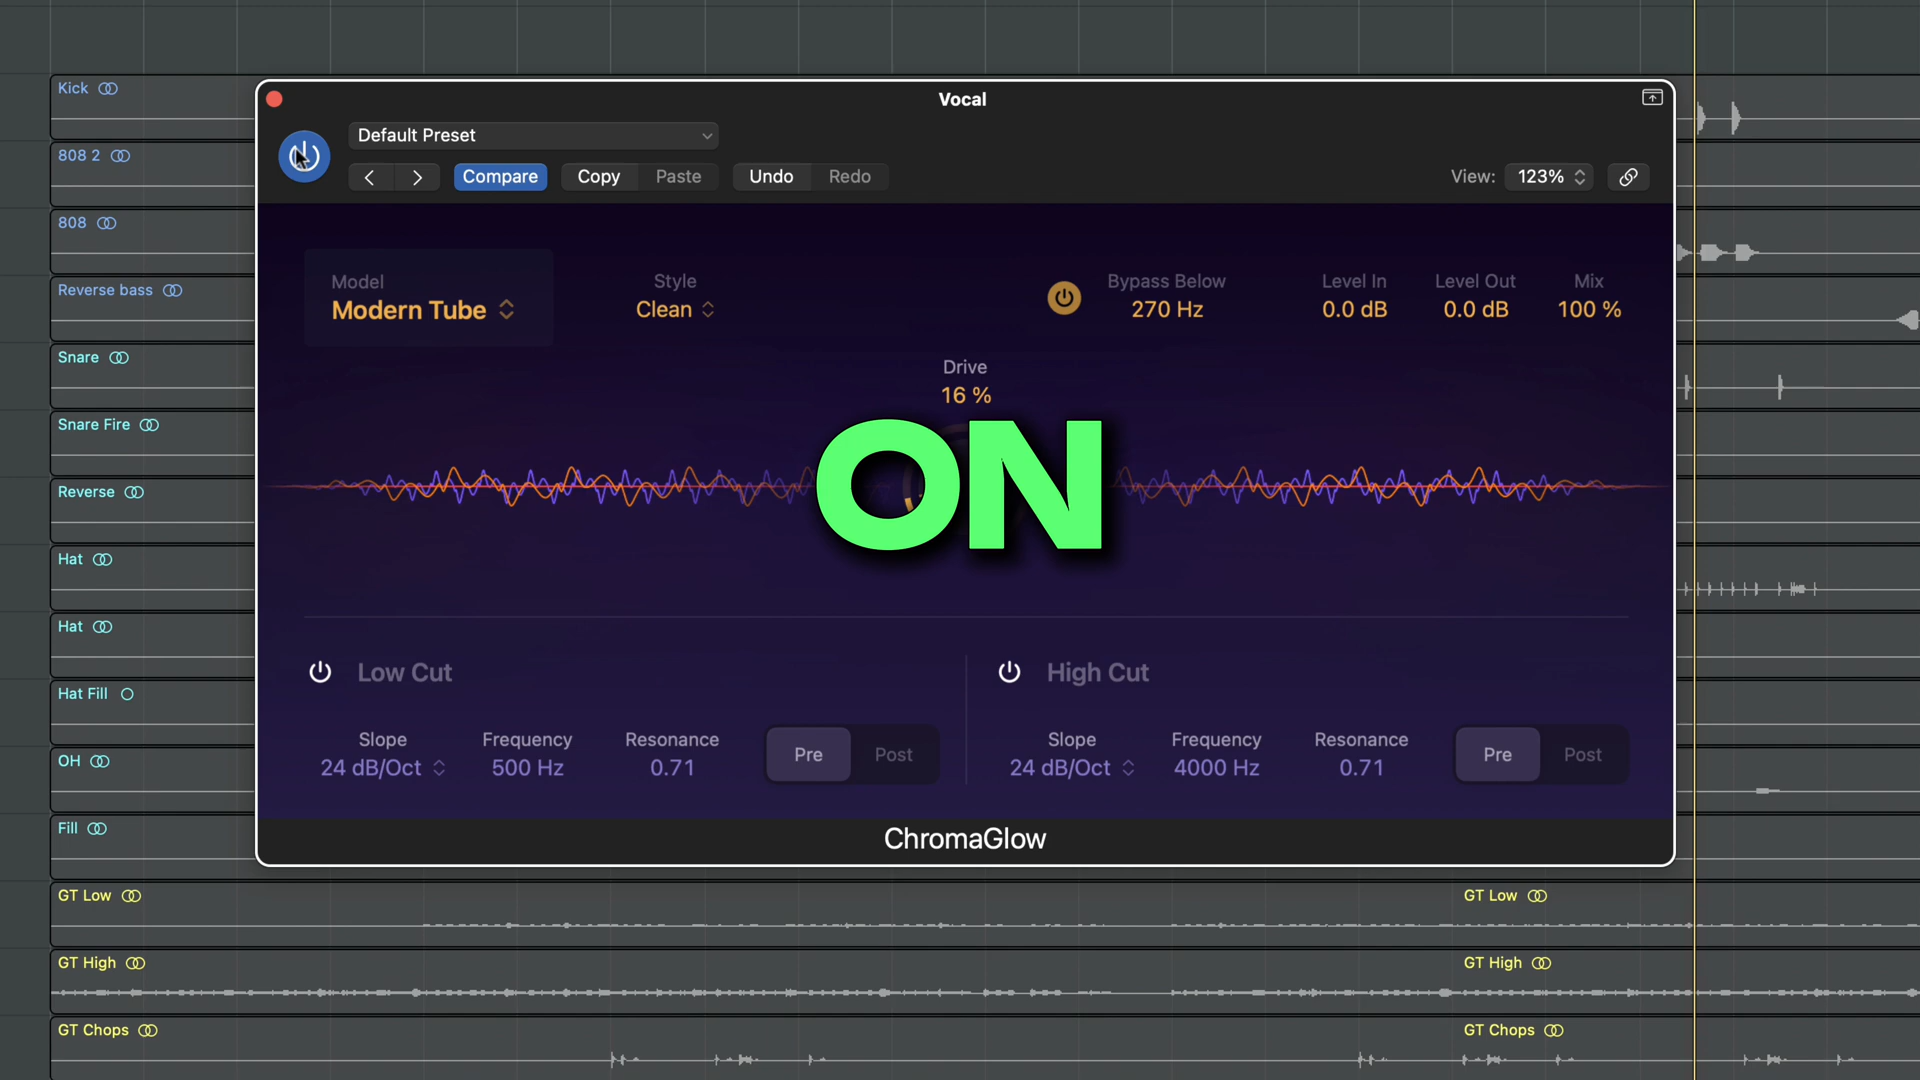 Vocal
Default Preset
Compare Copy Paste Undo Redo View: 123%
Model Style Bypass Below Level In Level Out Mix
Modern Tube Clean 270 Hz 0.0 dB 0.0 dB 100 %
Drive
16 %
ON
Low Cut High Cut
Slope Frequency Resonance Pre Post Slope Frequency Resonance Pre Post
24 dB/Oct 500 Hz 0.71 24 dB/Oct 4000 Hz 0.71
ChromaGlow
Kick
808 2
808
Reverse bass
Snare
Snare Fire
Reverse
Hat
Hat
Hat Fill
OH
Fill
GT Low GT Low
GT High GT High
GT Chops GT Chops